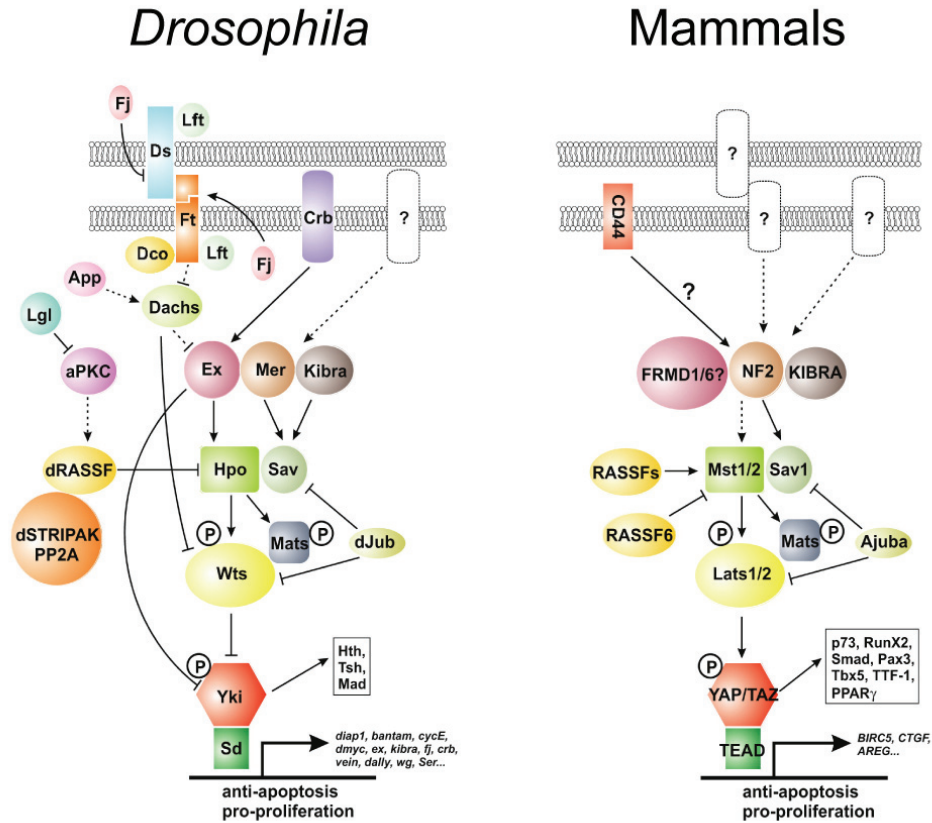 Drosophila
Mammals
Fj
Lft
Ds
Ft
Crb
?
Dco
Lft
Fj
App
Dachs
Lgl
aPKC
Ex
Mer
Kibra
dRASSF
Hpo
Sav
dSTRIPAK
PP2A
P
Mats
P
dJub
Wts
P
Yki
Hth,
Tsh,
Mad
Sd
diap1, bantam, cycE,
dmyc, ex, kibra, fj, crb,
vein, dally, wg, Ser...
anti-apoptosis
pro-proliferation
?
CD44
?
?
?
FRMD1/6?
NF2
KIBRA
RASSFs
Mst1/2
Sav1
RASSF6
P
Mats
P
Ajuba
Lats1/2
P
YAP/TAZ
p73, RunX2,
Smad, Pax3,
Tbx5, TTF-1,
PPARγ
TEAD
BIRC5, CTGF,
AREG...
anti-apoptosis
pro-proliferation